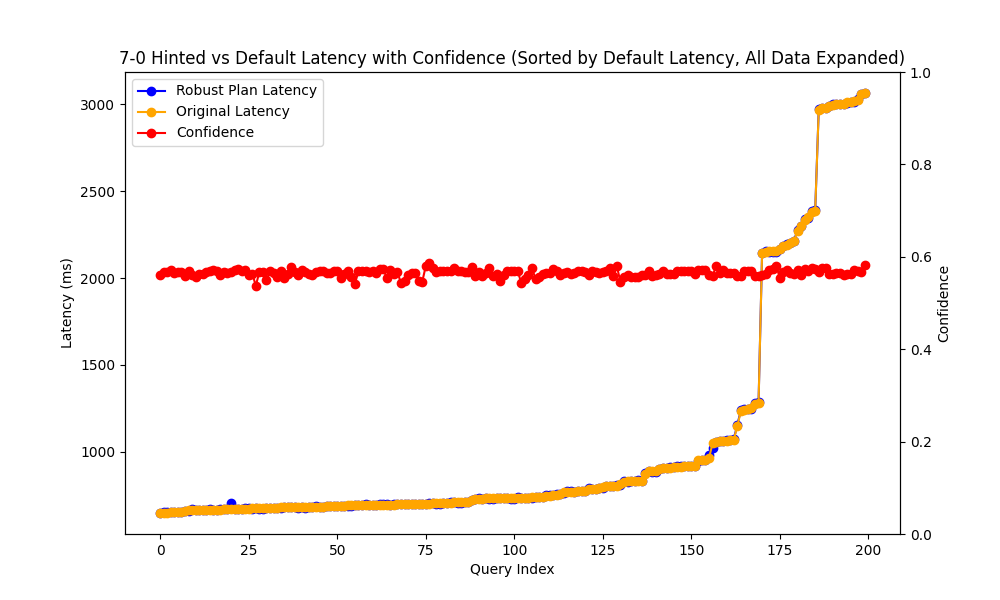 7-0 Hinted vs Default Latency with Confidence (Sorted by Default Latency, All Data Expanded)
Robust Plan Latency
Original Latency
Confidence
Latency (ms)
3000
2500
2000
1500
1000
1.0
0.8
0.6
0.4
0.2
0.0
Confidence
0 25 50 75 100 125 150 175 200
Query Index